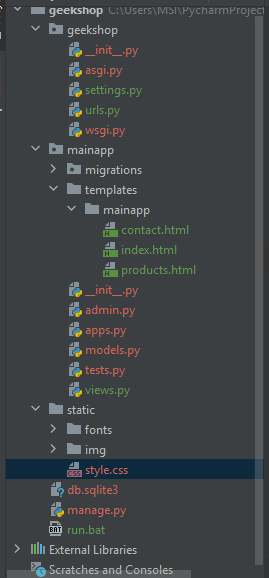 geekshop C:\Users\MSI\PycharmProject
geekshop
__init__.py
asgi.py
settings.py
urls.py
wsgi.py
mainapp
migrations
templates
mainapp
contact.html
index.html
products.html
__init__.py
admin.py
apps.py
models.py
tests.py
views.py
static
fonts
img
style.css
db.sqlite3
manage.py
run.bat
External Libraries
Scratches and Consoles